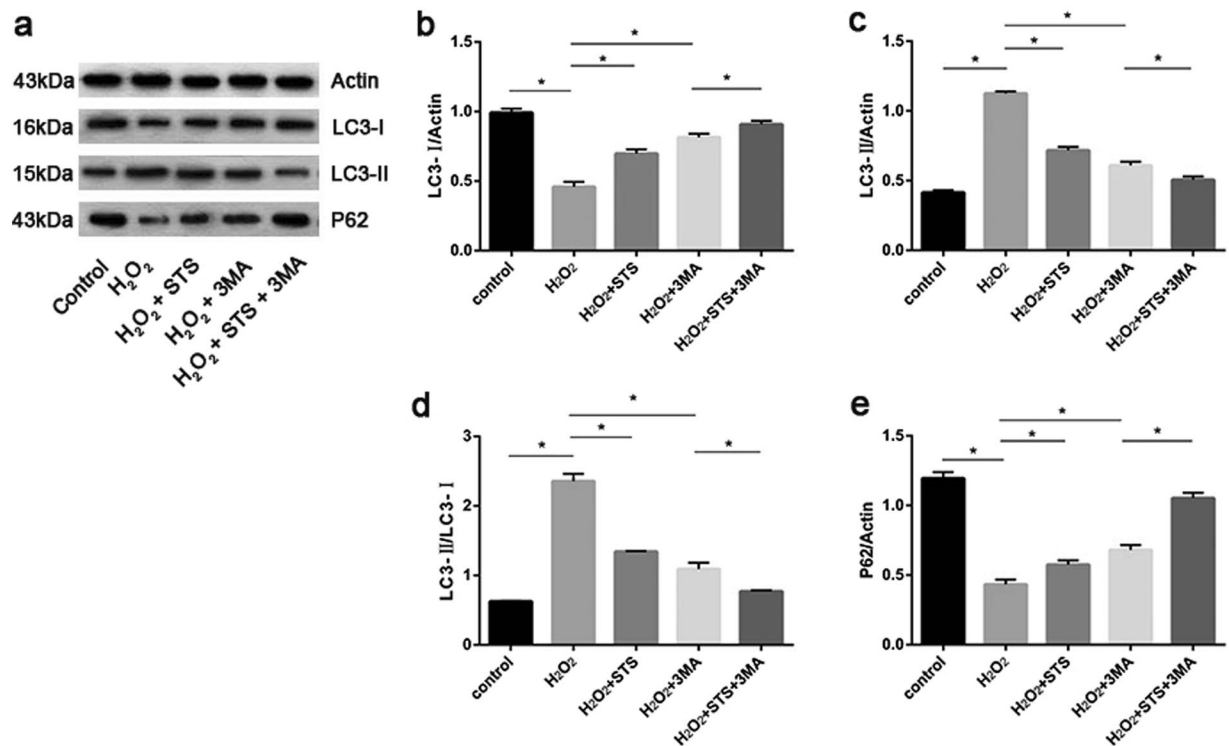 a
43kDa Actin
16kDa LC3-I
15kDa LC3-II
43kDa P62
Control
H₂O₂
H₂O₂ + STS
H₂O₂ + 3MA
H₂O₂ + STS + 3MA
b
LC3-Ⅰ/Actin
1.5
1.0
0.5
0.0
* * * *
control
H₂O₂
H₂O₂+STS
H₂O₂+3MA
H₂O₂+STS+3MA
c
LC3-Ⅱ/Actin
1.5
1.0
0.5
0.0
* * * *
control
H₂O₂
H₂O₂+STS
H₂O₂+3MA
H₂O₂+STS+3MA
d
LC3-Ⅱ/LC3-Ⅰ
3
2
1
0
* * * *
control
H₂O₂
H₂O₂+STS
H₂O₂+3MA
H₂O₂+STS+3MA
e
P62/Actin
1.5
1.0
0.5
0.0
* * * *
control
H₂O₂
H₂O₂+STS
H₂O₂+3MA
H₂O₂+STS+3MA